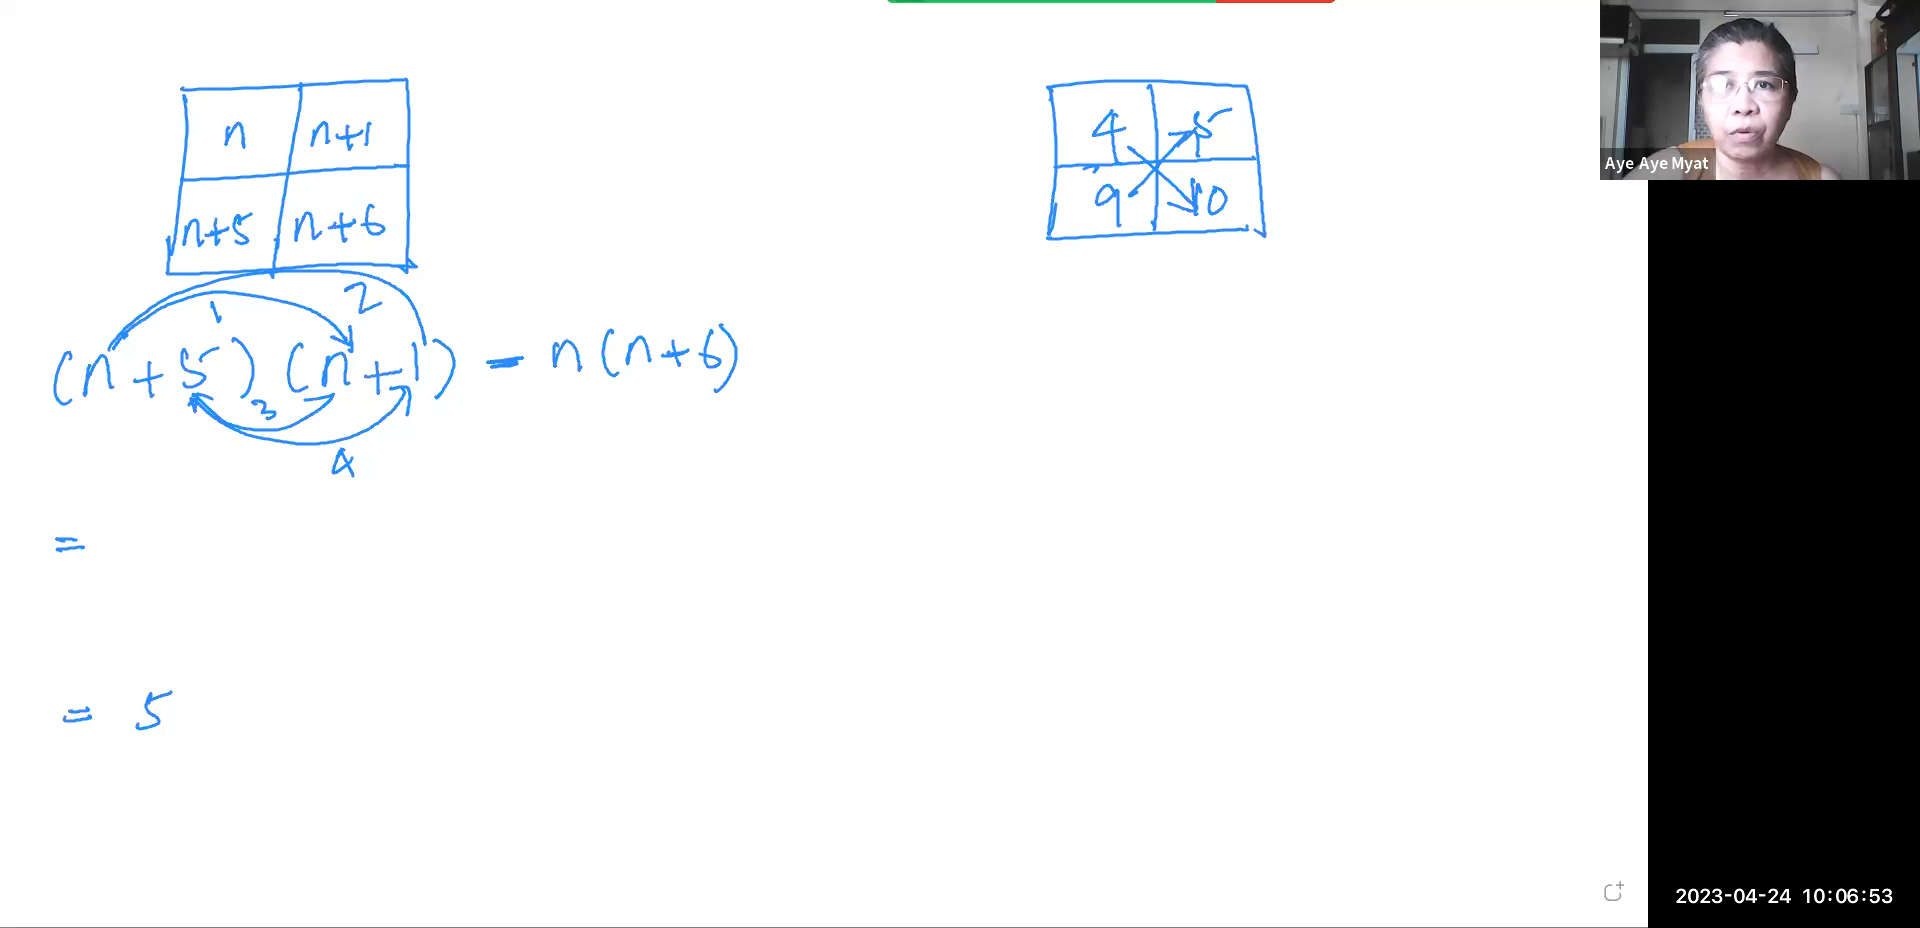 n n+1
n+5 n+6
4 5
9 10
1 2
(n+5)(n+1) - n(n+6)
3
4
=
= 5
Aye Aye Myat
2023-04-24 10:06:53